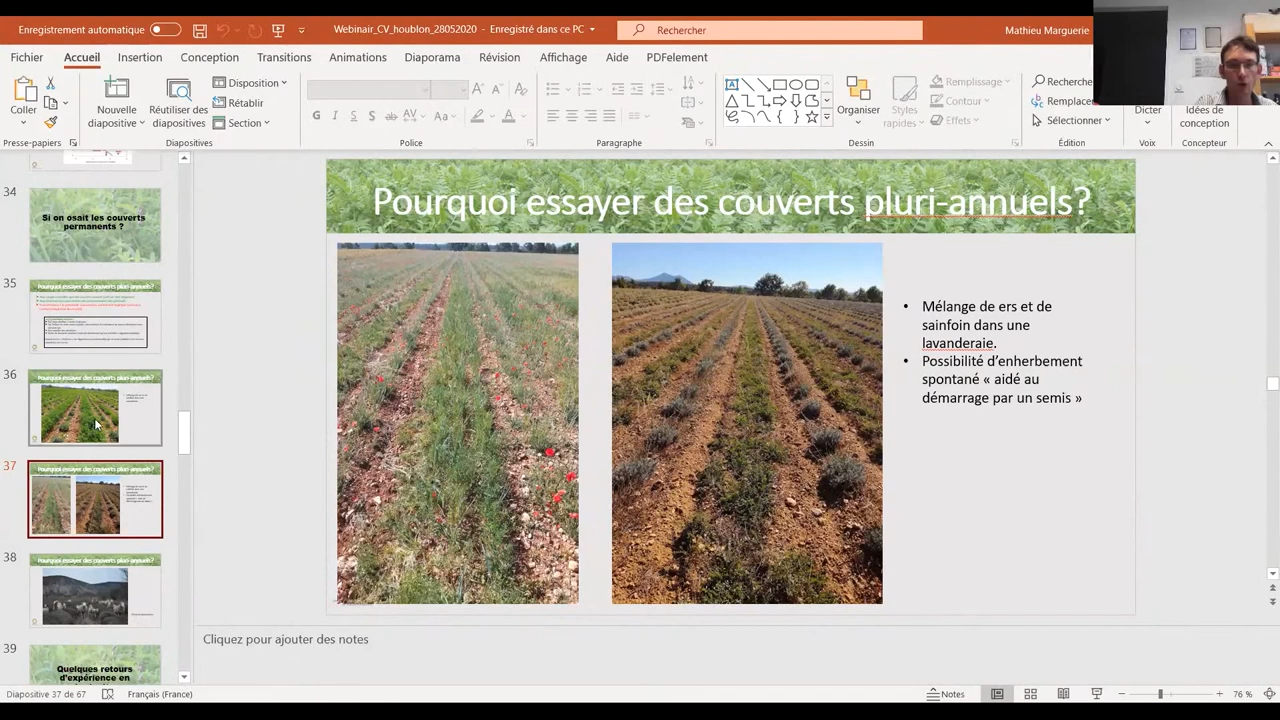 Enregistrement automatique
Webinair_CV_houblon_28052020 - Enregistré dans ce PC
Rechercher
Mathieu Marguerie
Fichier Accueil Insertion Conception Transitions Animations Diaporama Révision Affichage Aide PDFelement
Coller
Nouvelle diapositive
Réutiliser des diapositives
Disposition
Rétablir
Section
G I S S ab AV Aa A A A
Organiser
Styles rapides
Remplissage
Contour
Effets
Recherche
Remplace
Sélectionner
Dicter
Idées de conception
Presse-papiers Diapositives Police Paragraphe Dessin Édition Voix Concepteur
34
Si on osait les couverts
permanents ?
35
Pourquoi essayer des couverts pluri-annuels?
36
Pourquoi essayer des couverts pluri-annuels?
37
Pourquoi essayer des couverts pluri-annuels?
38
Pourquoi essayer des couverts pluri-annuels?
39
Quelques retours
d'expérience en
Pourquoi essayer des couverts pluri-annuels?
• Mélange de ers et de
sainfoin dans une
lavanderaie.
• Possibilité d'enherbement
spontané « aidé au
démarrage par un semis »
Cliquez pour ajouter des notes
Diapositive 37 de 67 Français (France) Notes 76 %